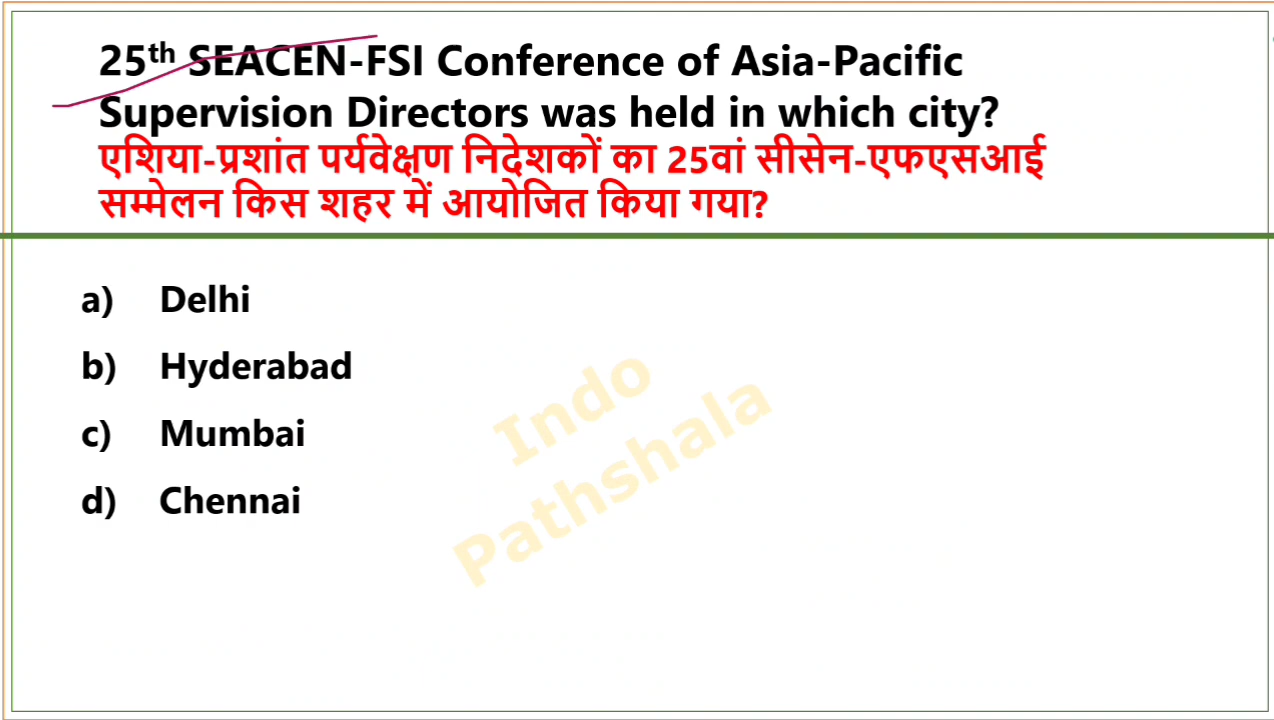 25th SEACEN-FSI Conference of Asia-Pacific
Supervision Directors was held in which city?
एशिया-प्रशांत पर्यवेक्षण निदेशकों का 25वां सीसेन-एफएसआई
सम्मेलन किस शहर में आयोजित किया गया?
a) Delhi
b) Hyderabad
c) Mumbai
d) Chennai
Indo
Pathshala